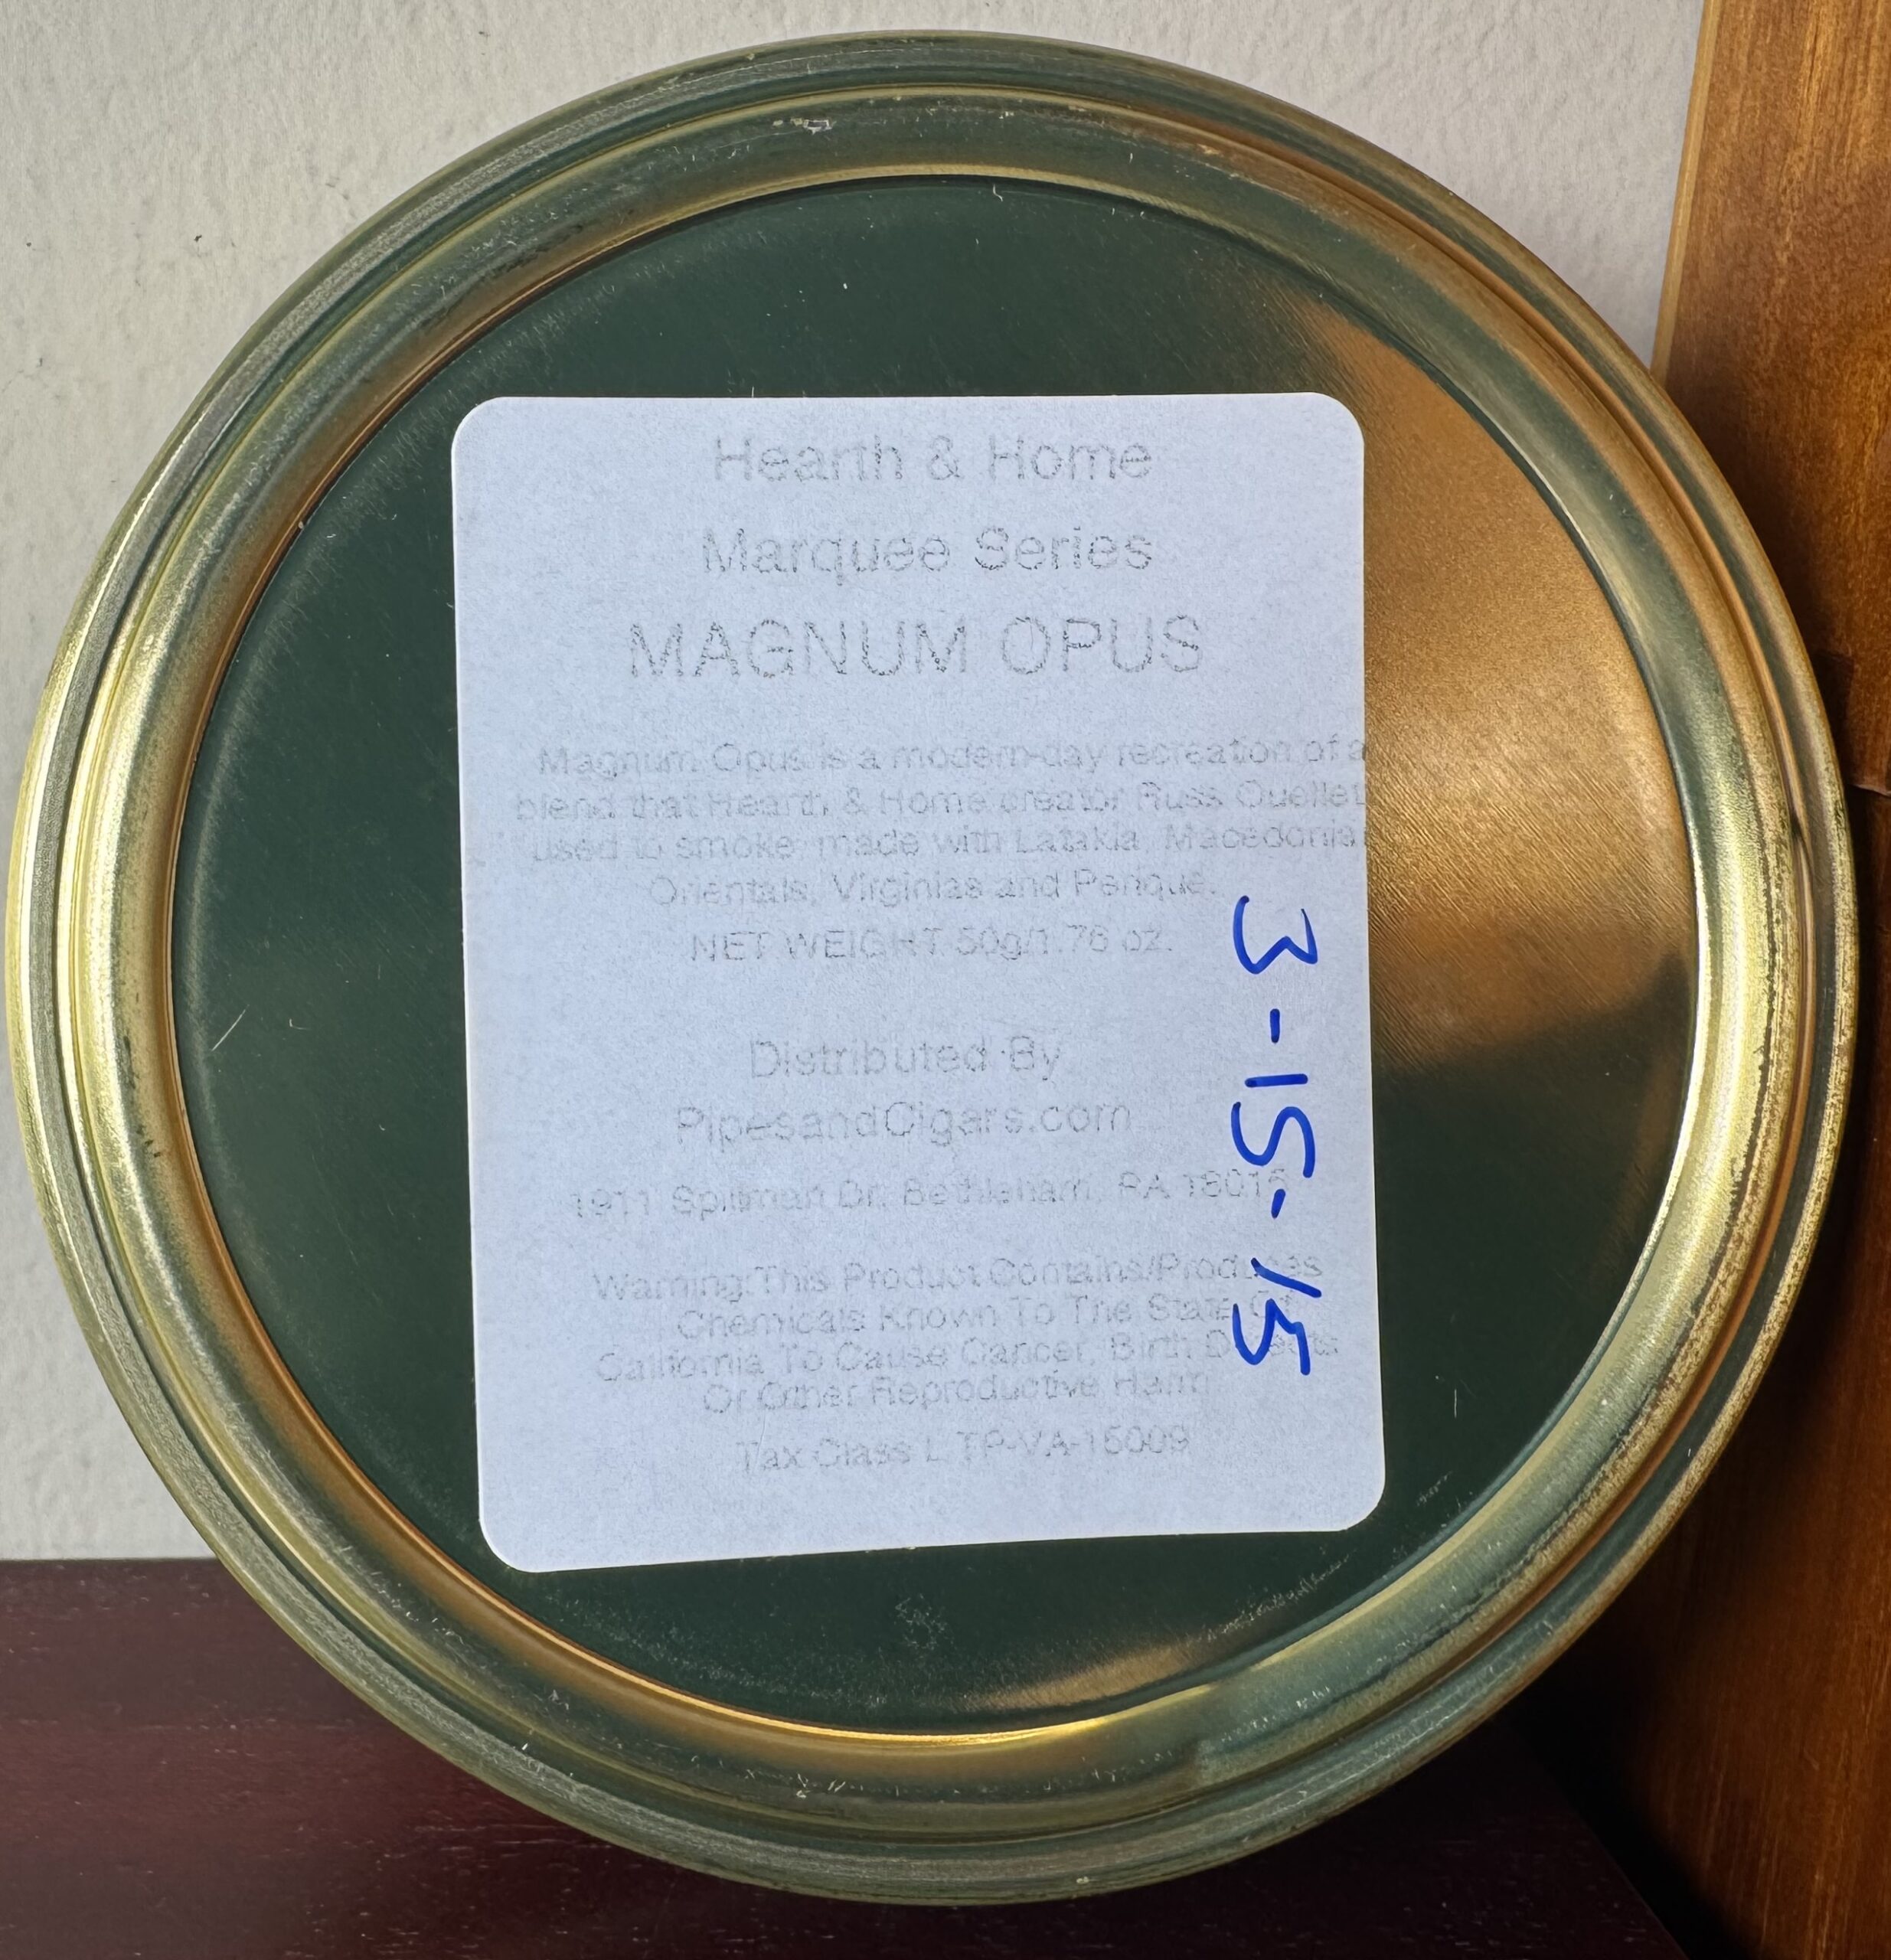 Hearth & Home
Marquee Series
MAGNUM OPUS
Magnum Opus is a modern-day recreation of a
blend that Hearth & Home creator Russ Ouellet
used to smoke, made with Latakia, Macedonian
Orientals, Virginias and Perique.
NET WEIGHT 50g/1.76 oz.
Distributed By
PipesandCigars.com
1911 Spillman Dr. Bethleham, PA 18015
Warning:This Product Contains/Produces
Chemicals Known To The State Of
California To Cause Cancer, Birth Defects
Or Other Reproductive Harm
Tax Class L TP-VA-15009
3-15-15